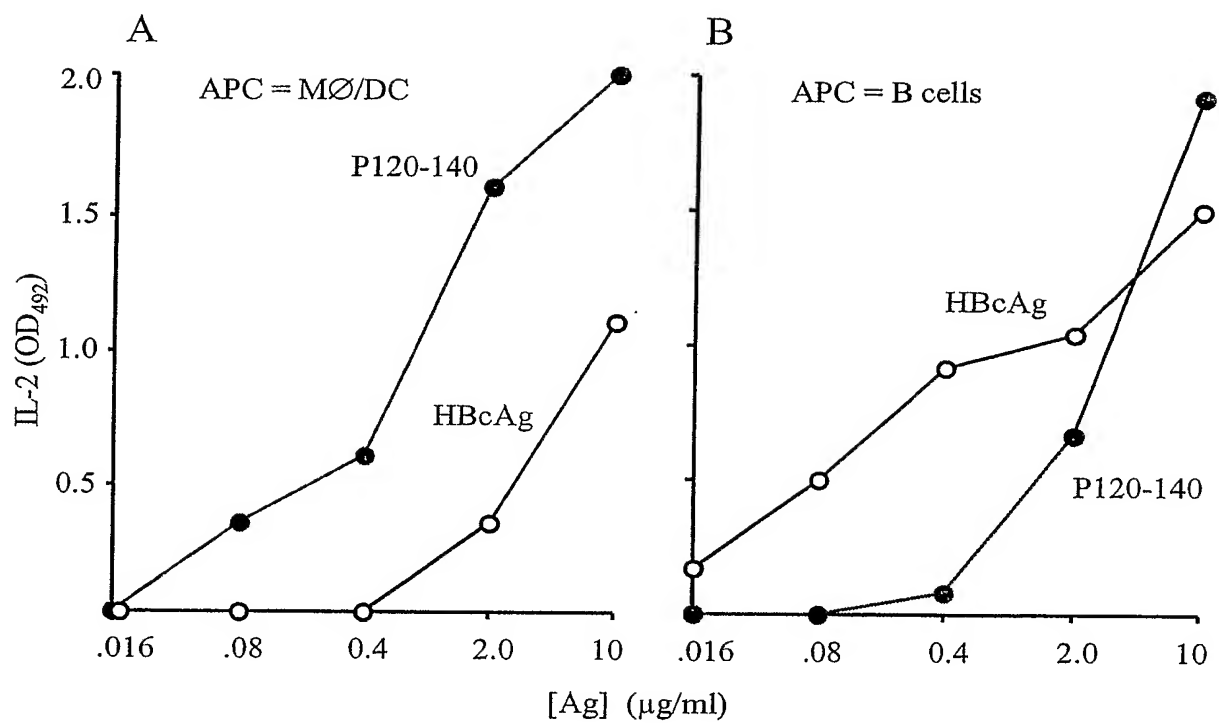 A
B
APC = MØ/DC
APC = B cells
2.0
1.5
1.0
0.5
IL-2 (OD492)
P120-140
HBcAg
HBcAg
P120-140
.016 .08 0.4 2.0 10
.016 .08 0.4 2.0 10
[Ag] (µg/ml)